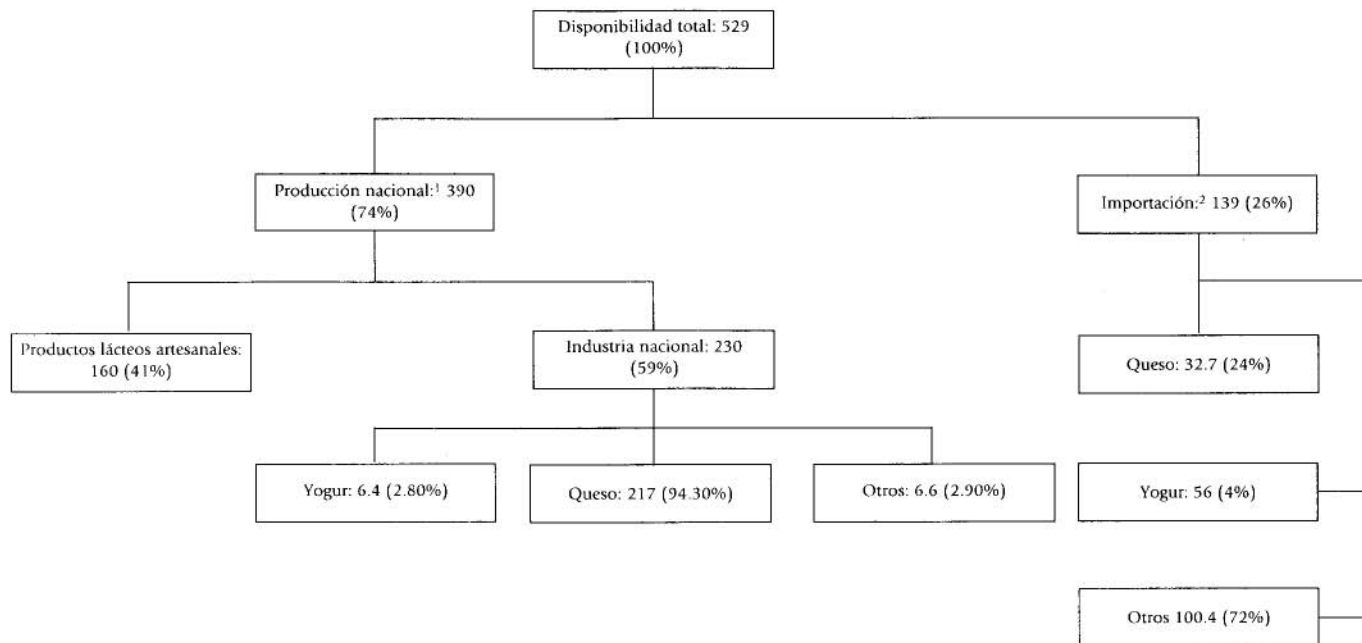 Disponibilidad total: 529
(100%)
Producción nacional:¹ 390
(74%)
Importación:² 139 (26%)
Productos lácteos artesanales:
160 (41%)
Industria nacional: 230
(59%)
Queso: 32.7 (24%)
Yogur: 6.4 (2.80%)
Queso: 217 (94.30%)
Otros: 6.6 (2.90%)
Yogur: 56 (4%)
Otros 100.4 (72%)